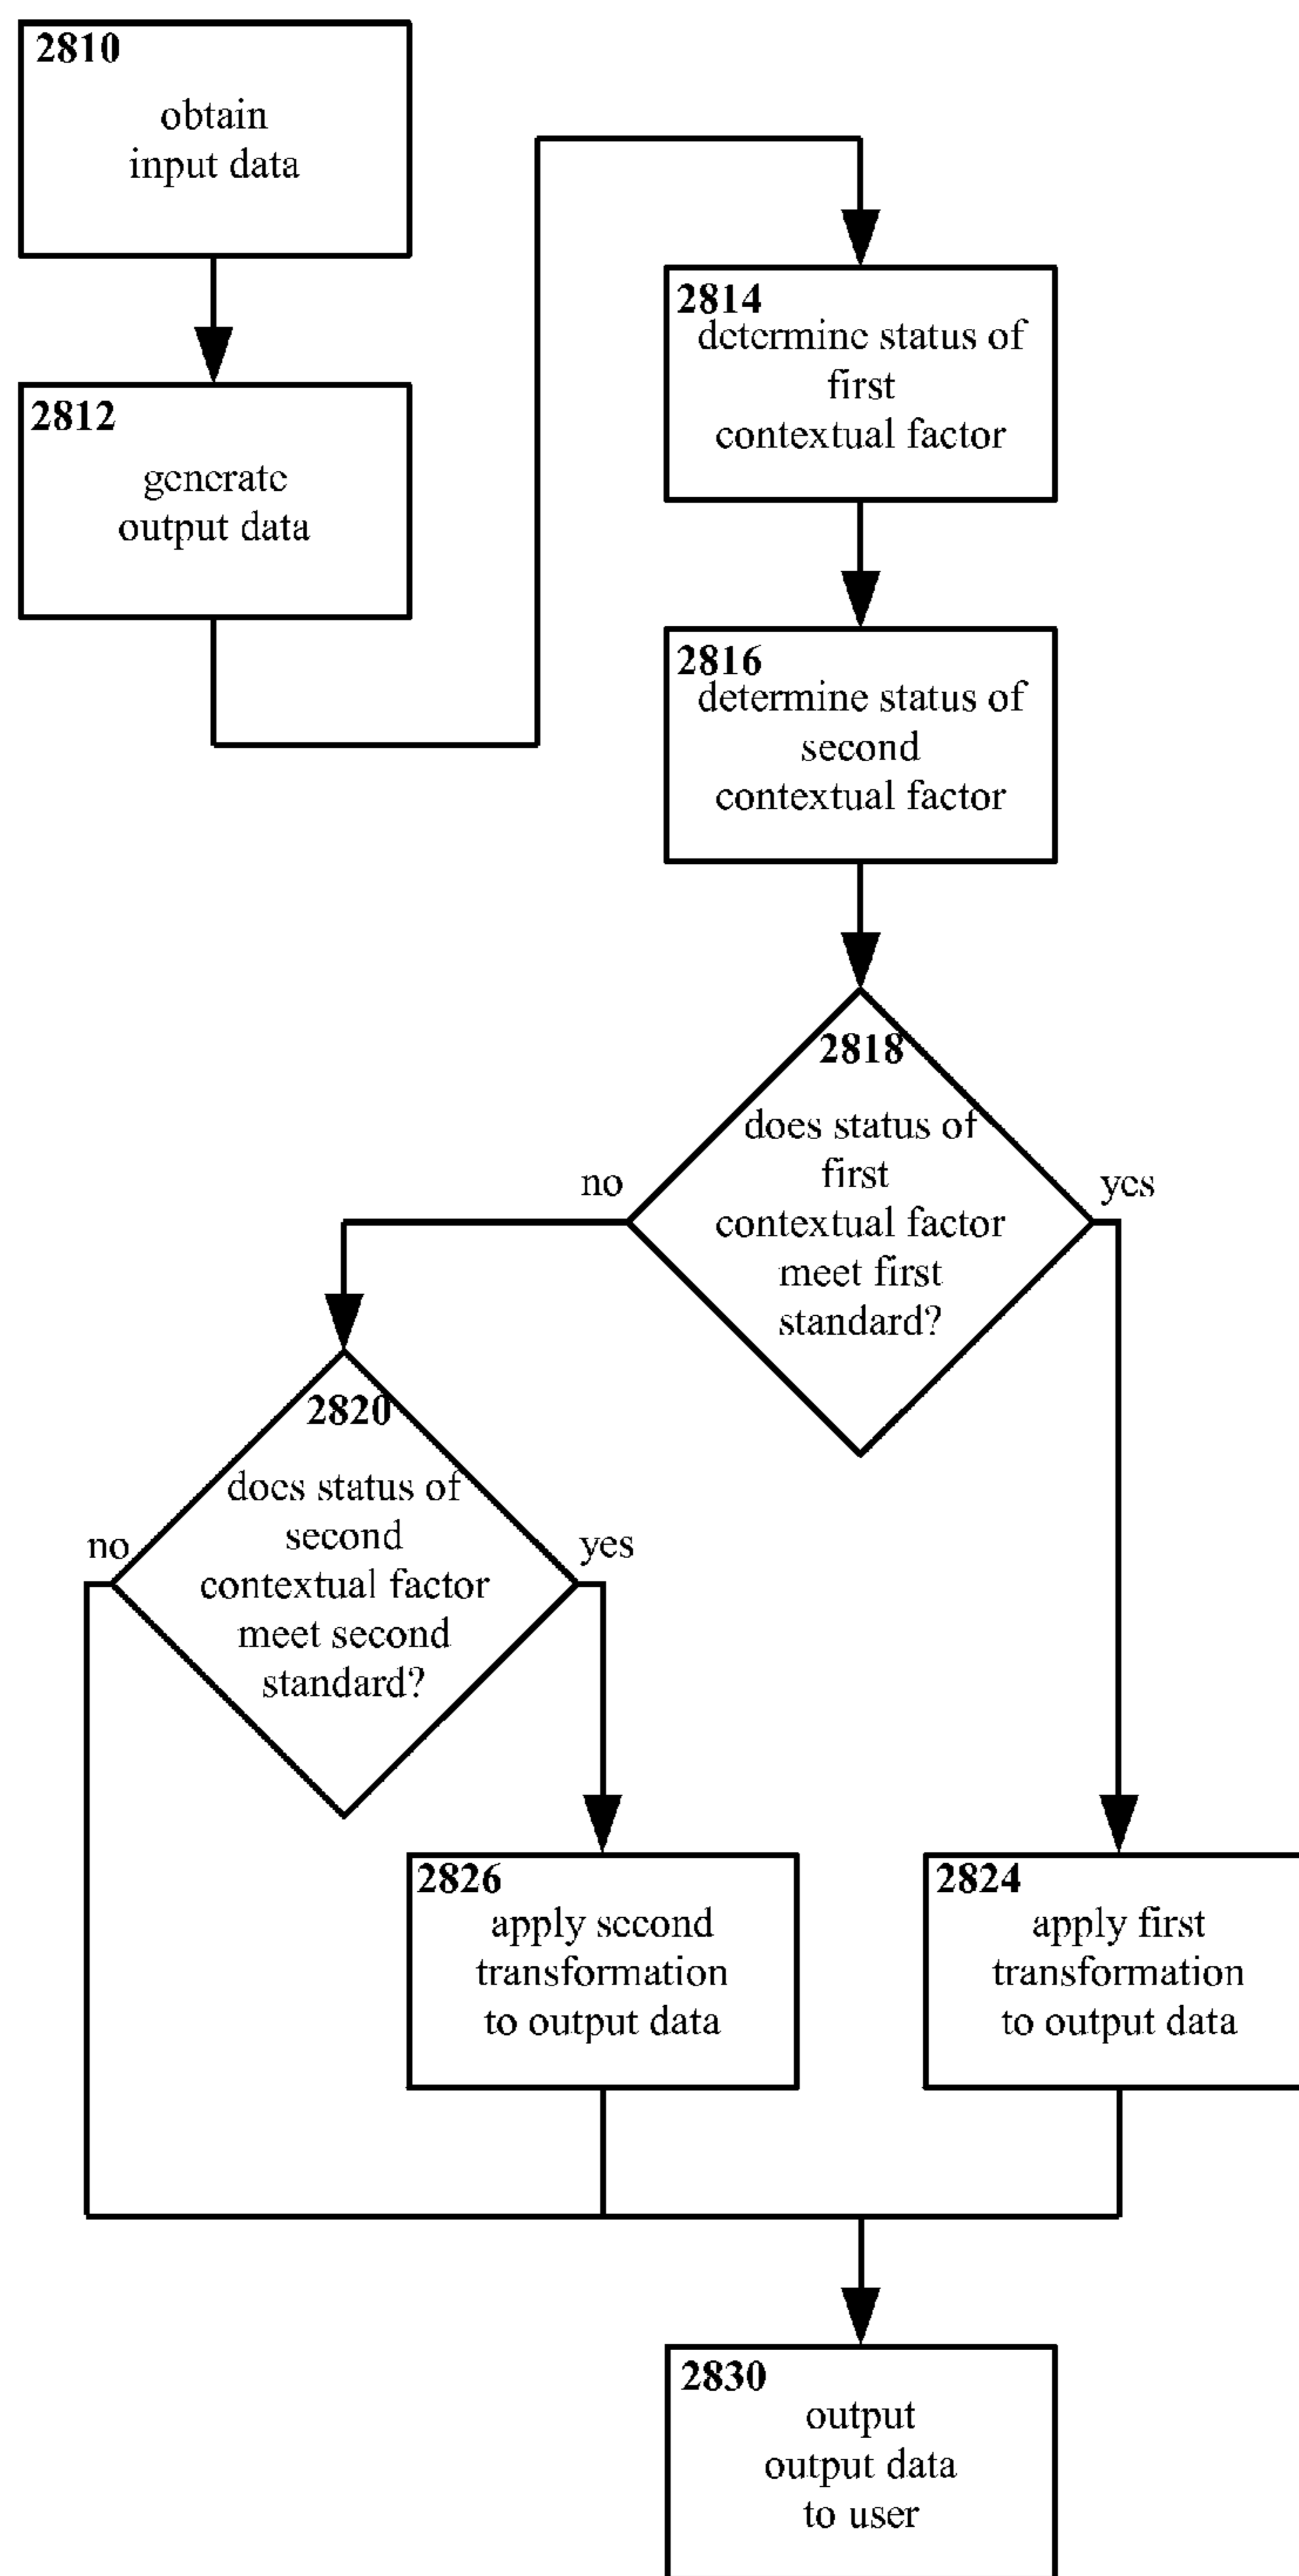 2810
obtain
input data
2812
generate
output data
2814
determine status of
first
contextual factor
2816
determine status of
second
contextual factor
2818
does status of
first
contextual factor
meet first
standard?
no
yes
2820
does status of
second
contextual factor
meet second
standard?
no
yes
2826
apply second
transformation
to output data
2824
apply first
transformation
to output data
2830
output
output data
to user